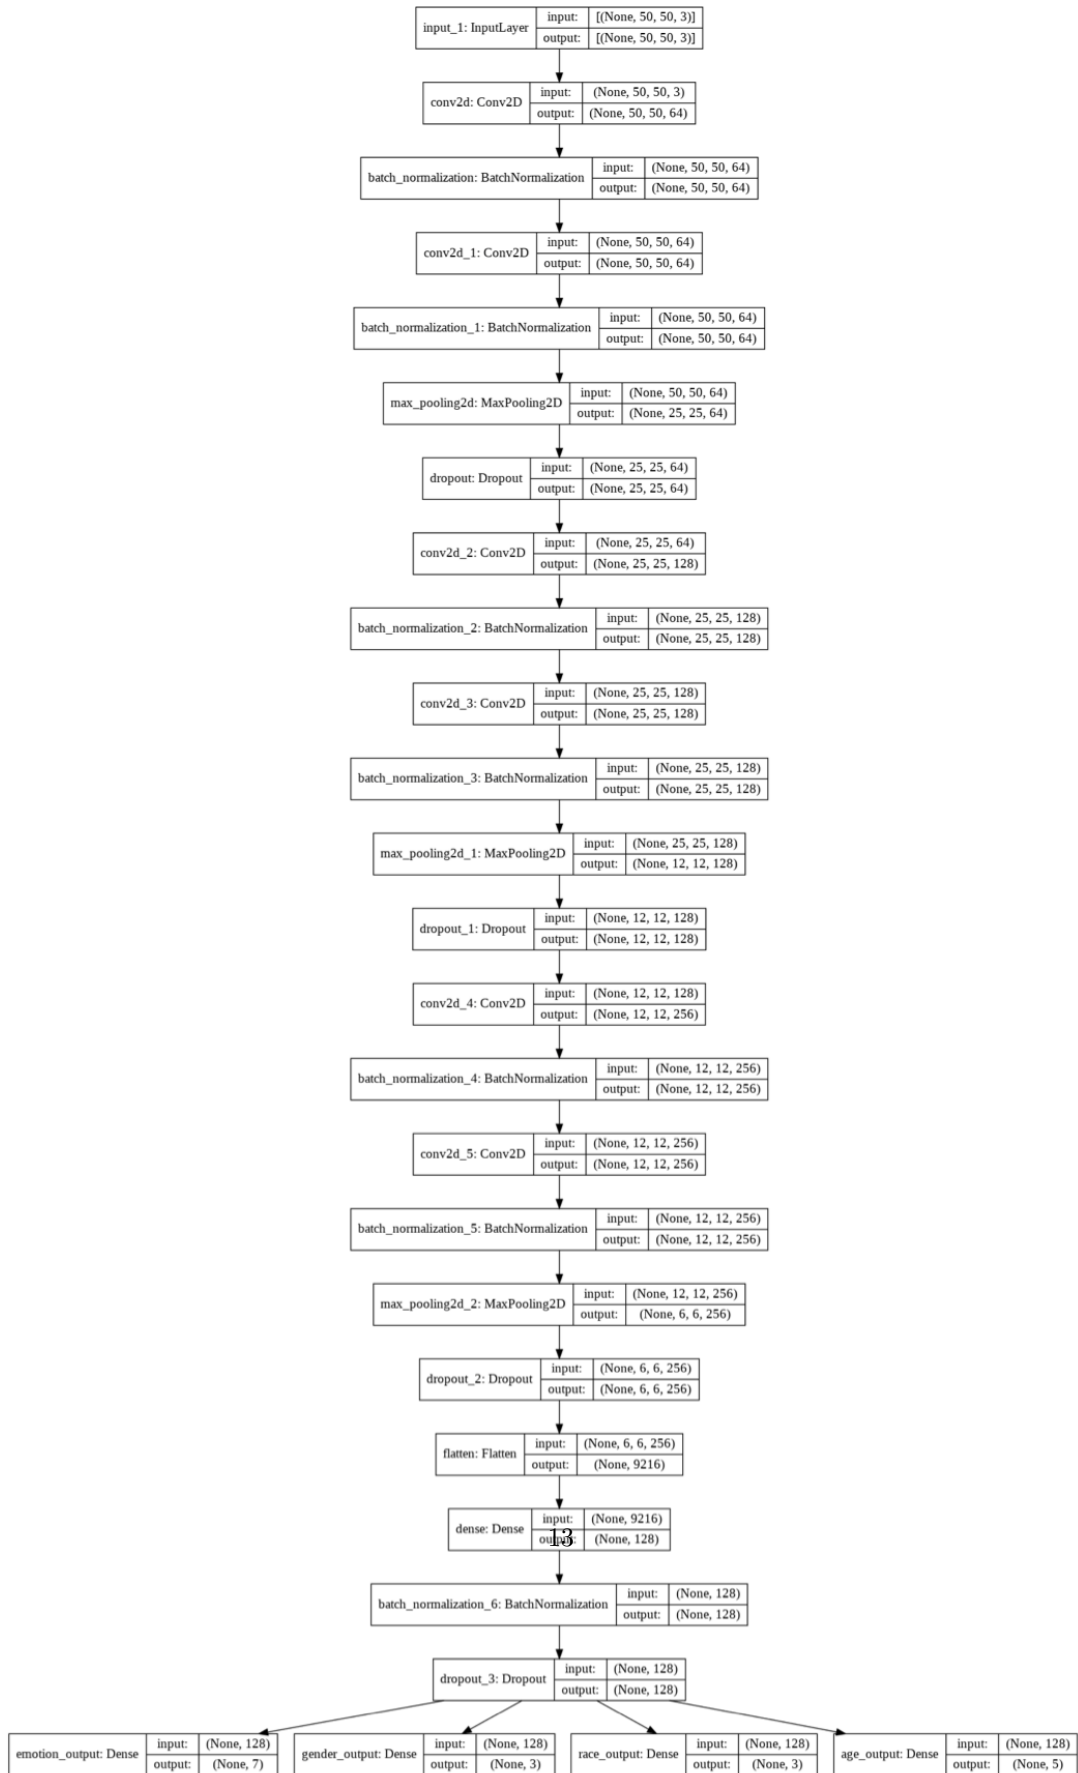 input_1: InputLayer input: [(None, 50, 50, 3)]
output: [(None, 50, 50, 3)]
conv2d: Conv2D input: (None, 50, 50, 3)
output: (None, 50, 50, 64)
batch_normalization: BatchNormalization input: (None, 50, 50, 64)
output: (None, 50, 50, 64)
conv2d_1: Conv2D input: (None, 50, 50, 64)
output: (None, 50, 50, 64)
batch_normalization_1: BatchNormalization input: (None, 50, 50, 64)
output: (None, 50, 50, 64)
max_pooling2d: MaxPooling2D input: (None, 50, 50, 64)
output: (None, 25, 25, 64)
dropout: Dropout input: (None, 25, 25, 64)
output: (None, 25, 25, 64)
conv2d_2: Conv2D input: (None, 25, 25, 64)
output: (None, 25, 25, 128)
batch_normalization_2: BatchNormalization input: (None, 25, 25, 128)
output: (None, 25, 25, 128)
conv2d_3: Conv2D input: (None, 25, 25, 128)
output: (None, 25, 25, 128)
batch_normalization_3: BatchNormalization input: (None, 25, 25, 128)
output: (None, 25, 25, 128)
max_pooling2d_1: MaxPooling2D input: (None, 25, 25, 128)
output: (None, 12, 12, 128)
dropout_1: Dropout input: (None, 12, 12, 128)
output: (None, 12, 12, 128)
conv2d_4: Conv2D input: (None, 12, 12, 128)
output: (None, 12, 12, 256)
batch_normalization_4: BatchNormalization input: (None, 12, 12, 256)
output: (None, 12, 12, 256)
conv2d_5: Conv2D input: (None, 12, 12, 256)
output: (None, 12, 12, 256)
batch_normalization_5: BatchNormalization input: (None, 12, 12, 256)
output: (None, 12, 12, 256)
max_pooling2d_2: MaxPooling2D input: (None, 12, 12, 256)
output: (None, 6, 6, 256)
dropout_2: Dropout input: (None, 6, 6, 256)
output: (None, 6, 6, 256)
flatten: Flatten input: (None, 6, 6, 256)
output: (None, 9216)
dense: Dense input: (None, 9216)
output: (None, 128)
13
batch_normalization_6: BatchNormalization input: (None, 128)
output: (None, 128)
dropout_3: Dropout input: (None, 128)
output: (None, 128)
emotion_output: Dense input: (None, 128)
output: (None, 7)
gender_output: Dense input: (None, 128)
output: (None, 3)
race_output: Dense input: (None, 128)
output: (None, 3)
age_output: Dense input: (None, 128)
output: (None, 5)